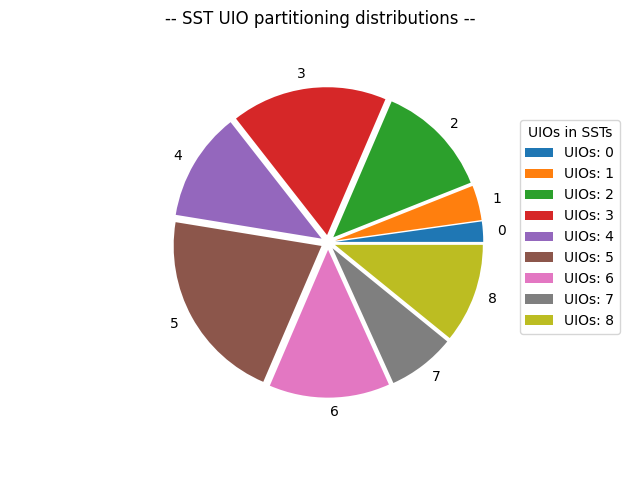 -- SST UIO partitioning distributions --
3
2
4
1
0
5
8
7
6
UIOs in SSTs
UIOs: 0
UIOs: 1
UIOs: 2
UIOs: 3
UIOs: 4
UIOs: 5
UIOs: 6
UIOs: 7
UIOs: 8